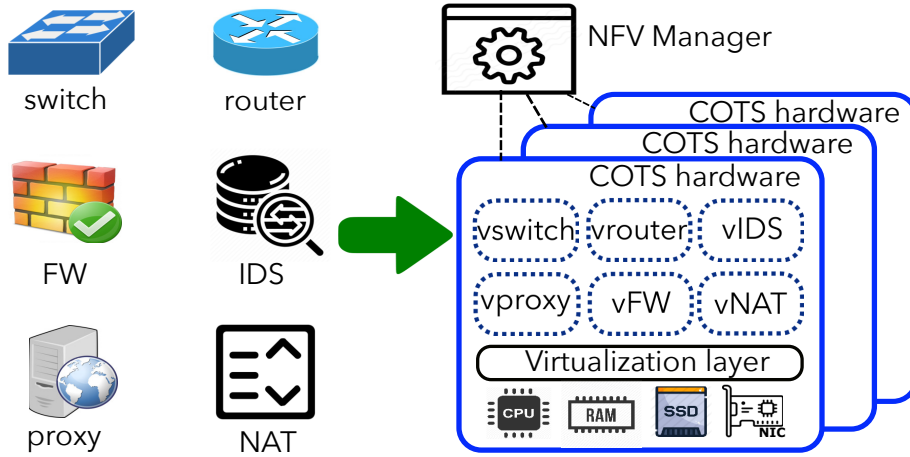 switch
router
FW
IDS
proxy
NAT
NFV Manager
COTS hardware
COTS hardware
COTS hardware
vswitch
vrouter
vIDS
vproxy
vFW
vNAT
Virtualization layer
CPU
RAM
SSD
NIC